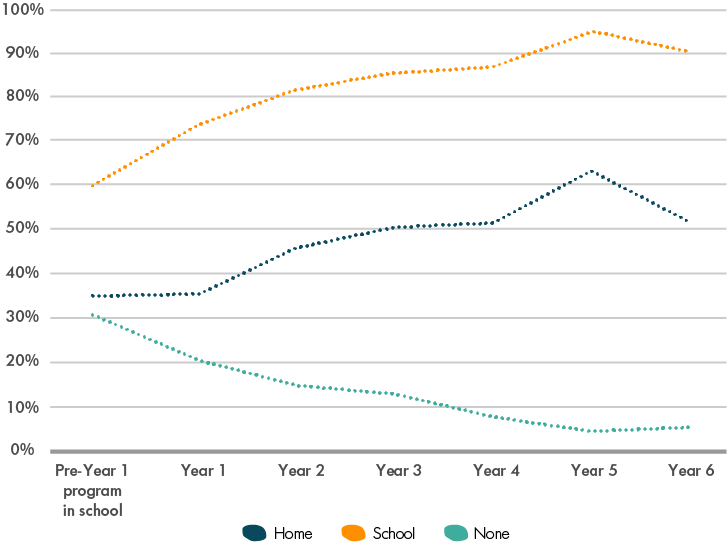 100%
90%
80%
70%
60%
50%
40%
30%
20%
10%
0%
Pre-Year 1
program
in school
Year 1
Year 2
Year 3
Year 4
Year 5
Year 6
Home
School
None